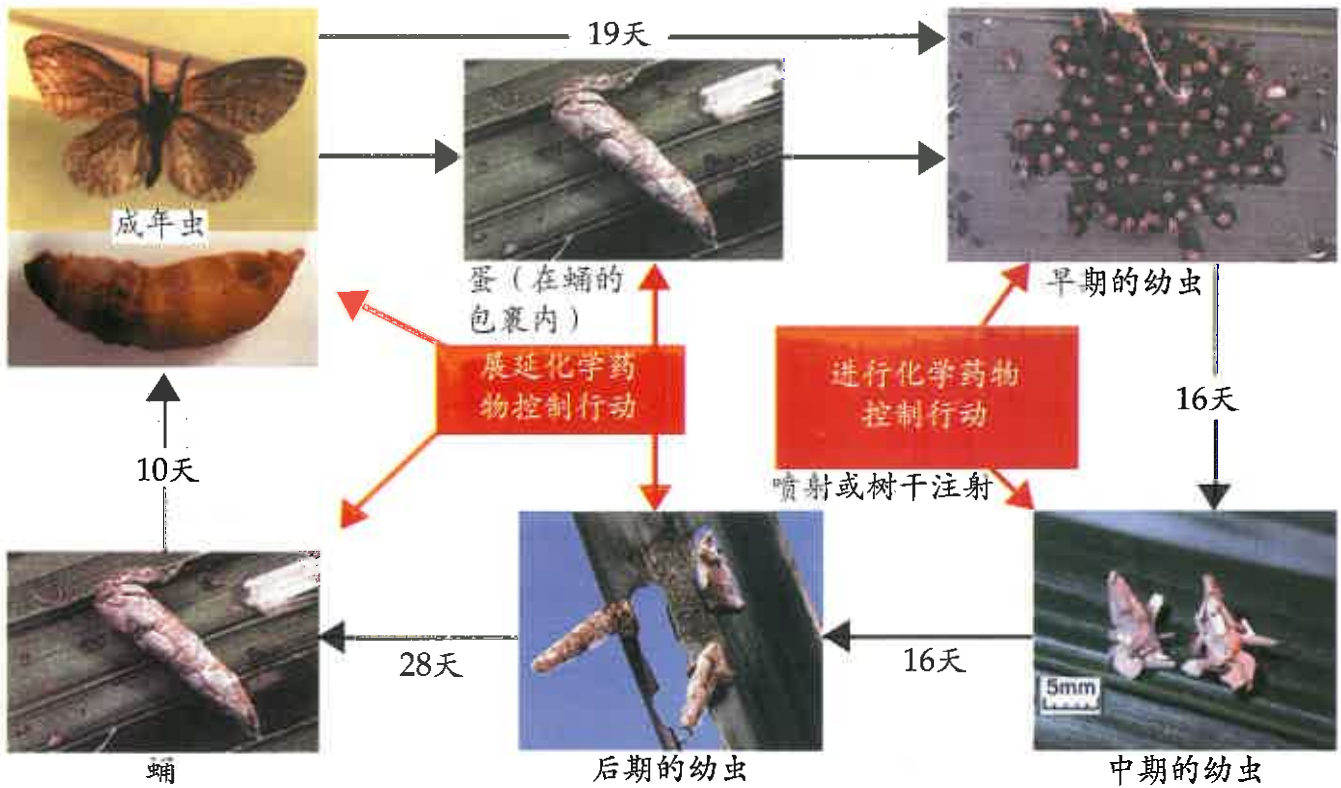 19天
成年虫
蛋（在蛹的
包裹内）
早期的幼虫
展延化学药
物控制行动
进行化学药物
控制行动
16天
10天
喷射或树干注射
28天
16天
5mm
蛹
后期的幼虫
中期的幼虫